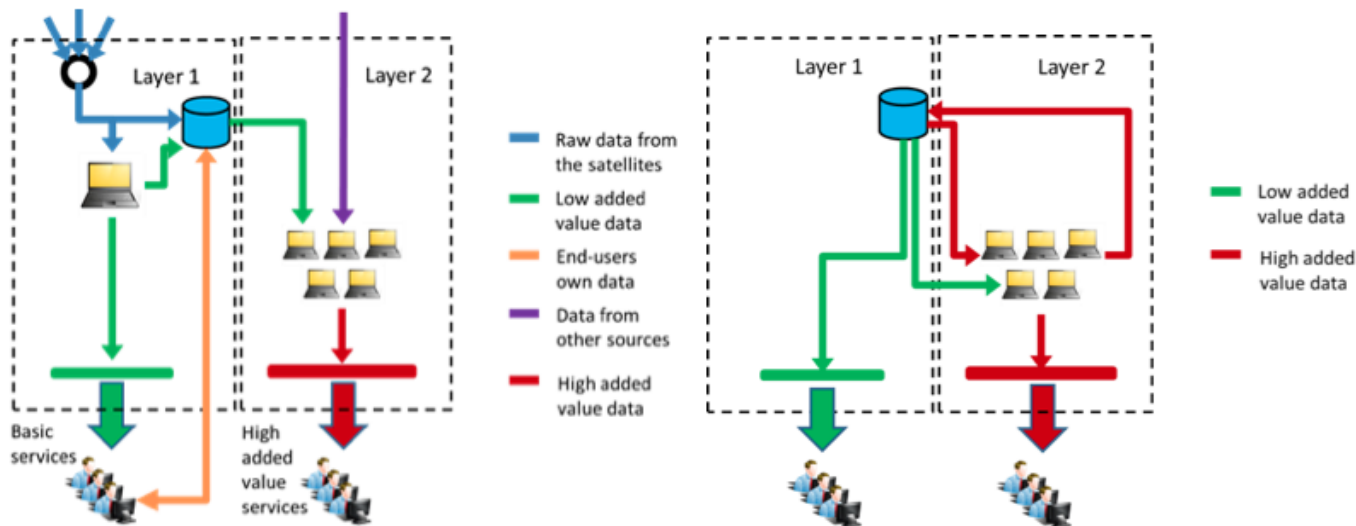 Layer 1
Layer 2
Raw data from
the satellites
Low added
value data
End-users
own data
Data from
other sources
High added
value data
Basic
services
High
added
value
services
Layer 1
Layer 2
Low added
value data
High added
value data